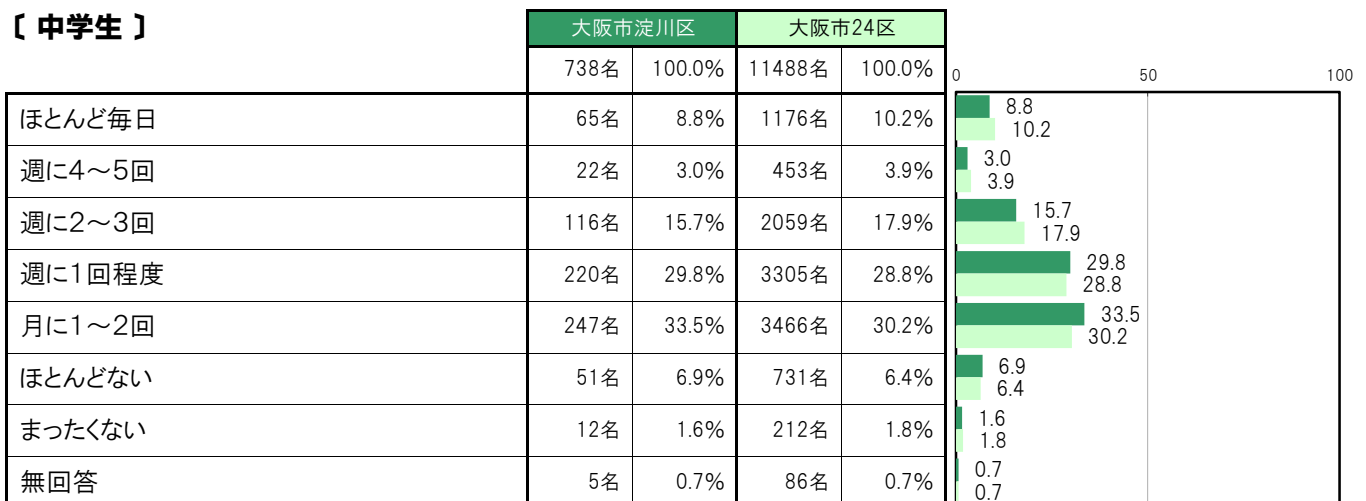 〔 中学生 〕
大阪市淀川区 大阪市24区
738名 100.0% 11488名 100.0%
0 50 100
ほとんど毎日 65名 8.8% 1176名 10.2% 8.8
10.2
週に4～5回 22名 3.0% 453名 3.9% 3.0
3.9
週に2～3回 116名 15.7% 2059名 17.9% 15.7
17.9
週に1回程度 220名 29.8% 3305名 28.8% 29.8
28.8
月に1～2回 247名 33.5% 3466名 30.2% 33.5
30.2
ほとんどない 51名 6.9% 731名 6.4% 6.9
6.4
まったくない 12名 1.6% 212名 1.8% 1.6
1.8
無回答 5名 0.7% 86名 0.7% 0.7
0.7